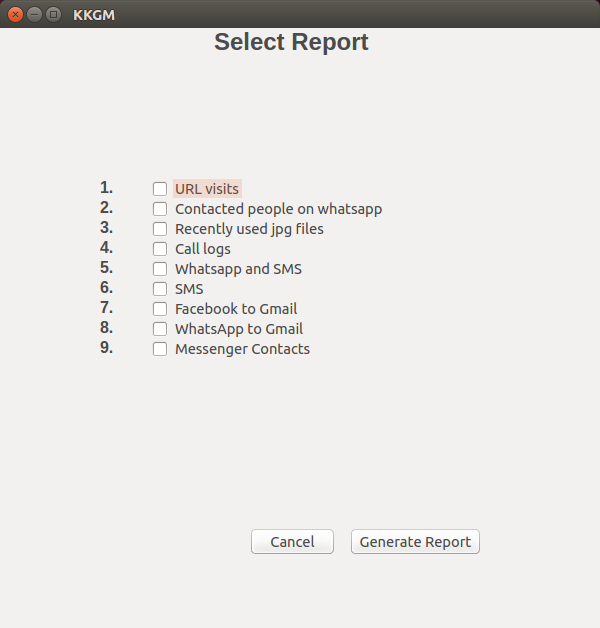 KKGM
Select Report
1. URL visits
2. Contacted people on whatsapp
3. Recently used jpg files
4. Call logs
5. Whatsapp and SMS
6. SMS
7. Facebook to Gmail
8. WhatsApp to Gmail
9. Messenger Contacts
Cancel Generate Report